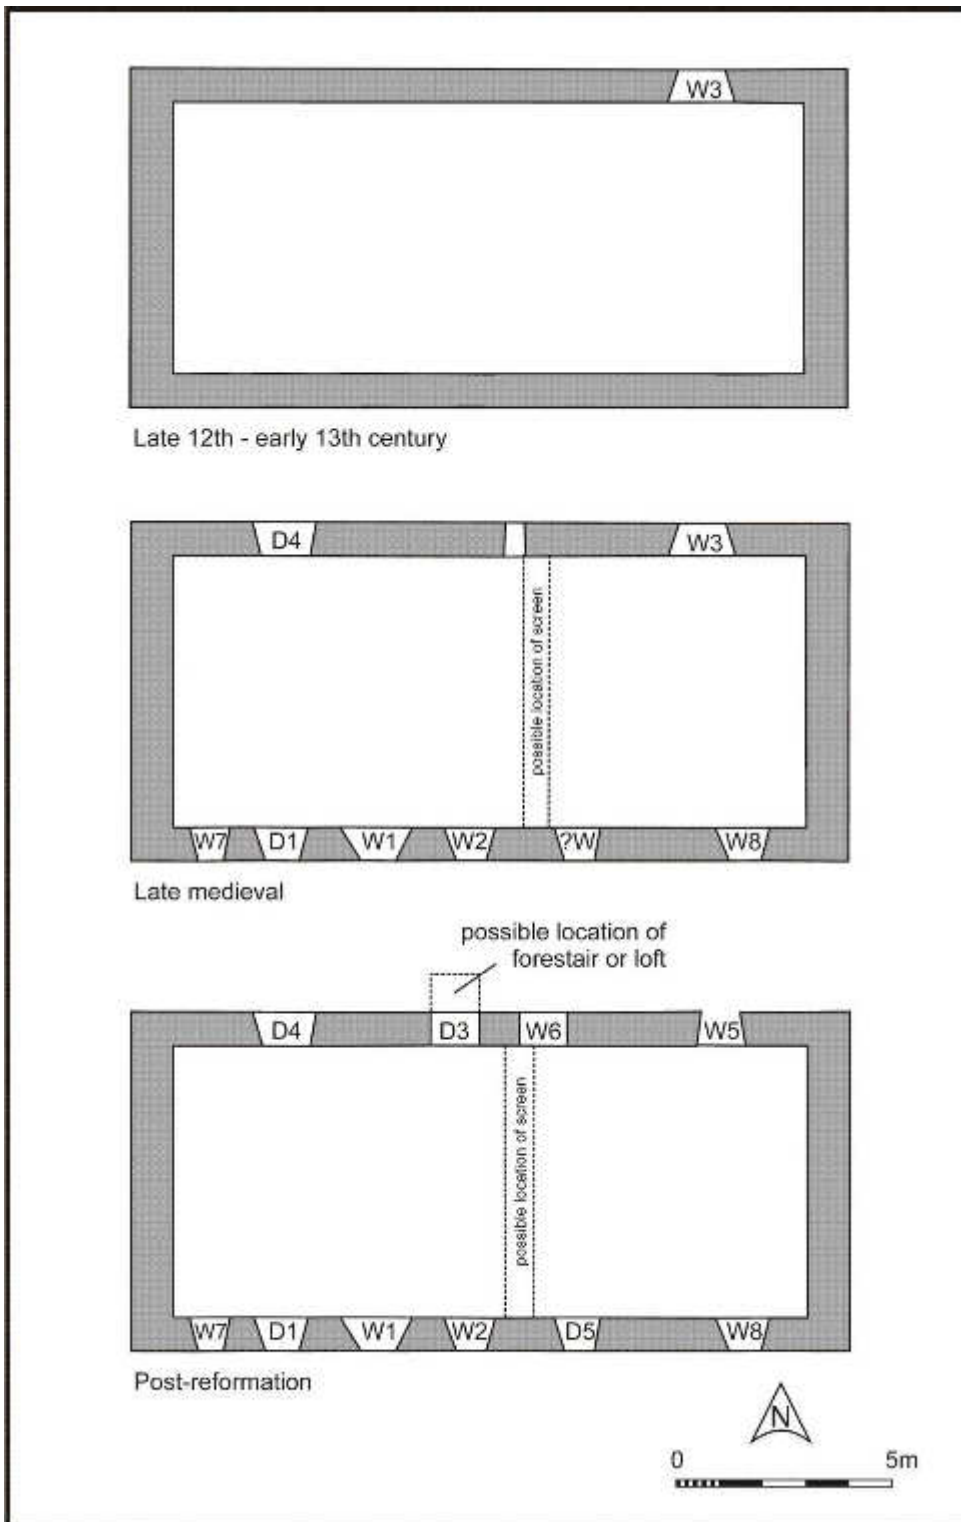 W3
Late 12th - early 13th century
D4
W3
possible location of screen
W7 D1 W1 W2 ?W W8
Late medieval
possible location of
forestair or loft
D4 D3 W6 W5
possible location of screen
W7 D1 W1 W2 D5 W8
Post-reformation
N
0 5m